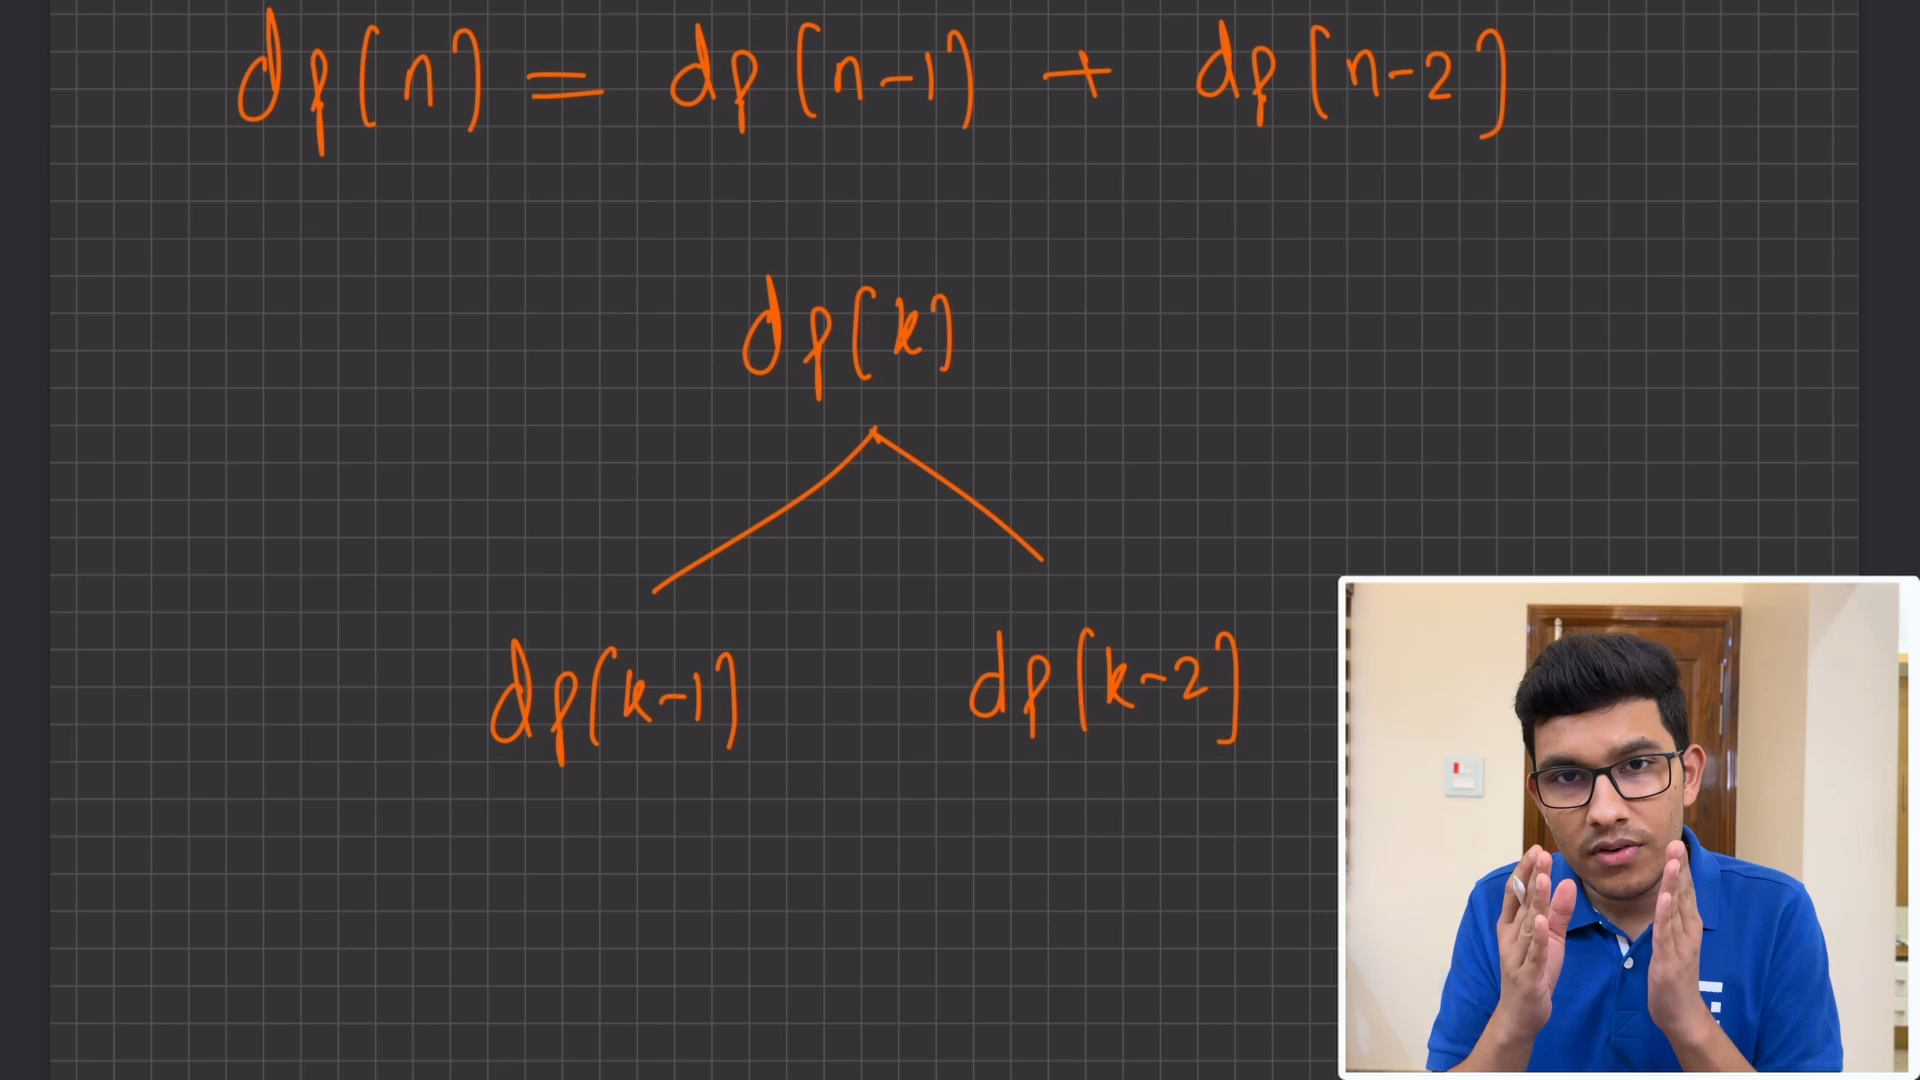 dp[n] = dp[n-1] + dp[n-2]
dp[k]
dp[k-1] dp[k-2]